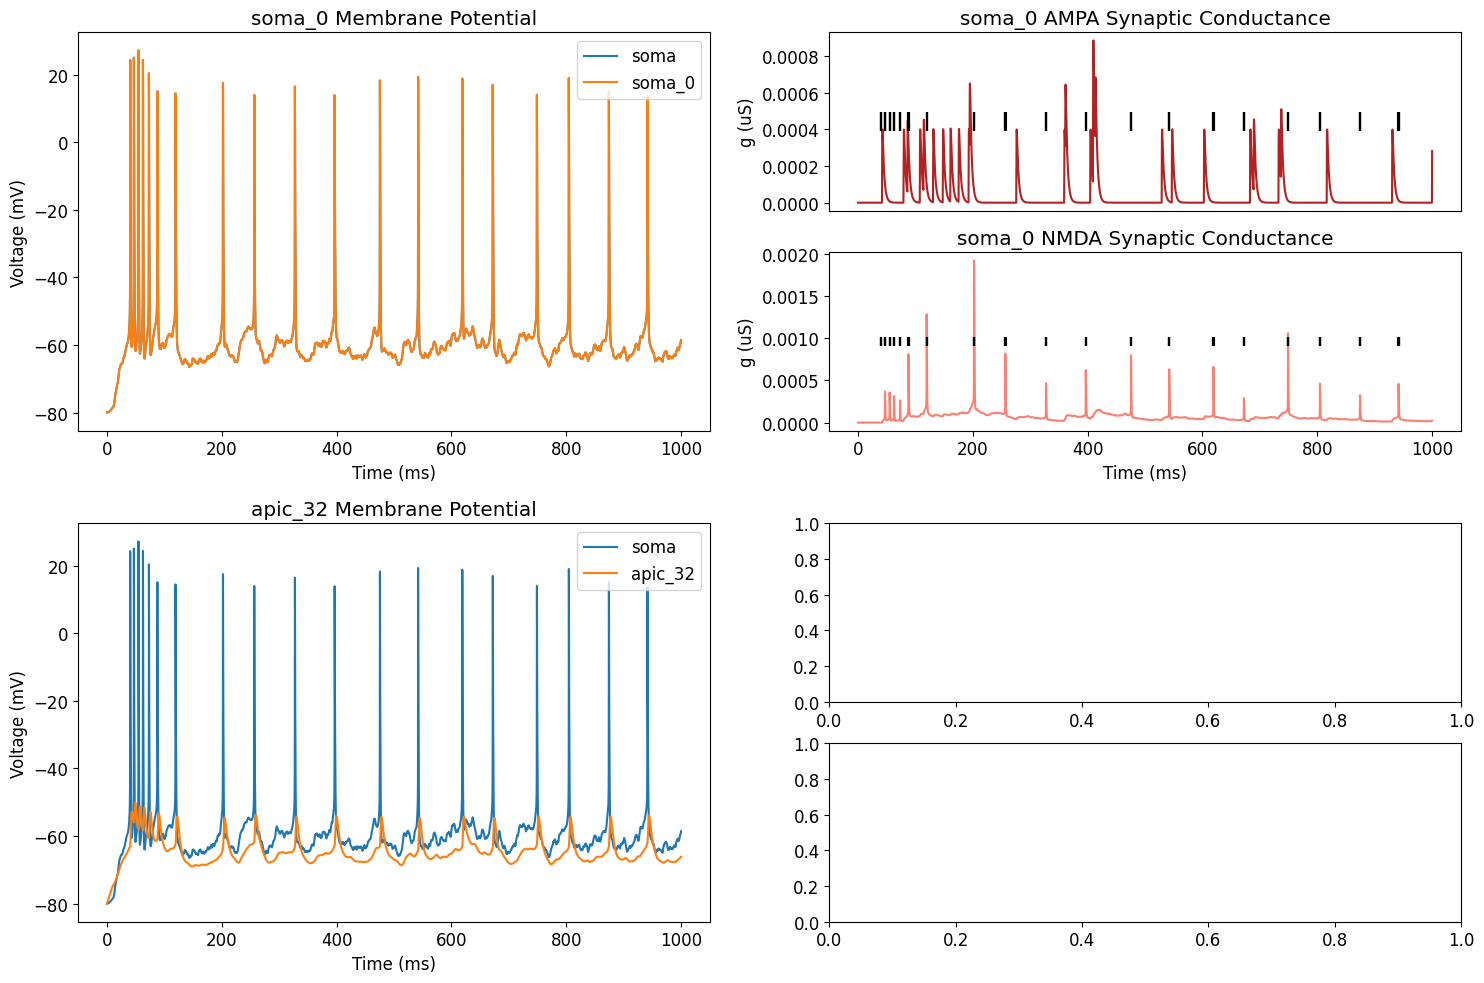 soma_0 Membrane Potential
Voltage (mV)
20
0
−20
−40
−60
−80
soma
soma_0
0 200 400 600 800 1000
Time (ms)
soma_0 AMPA Synaptic Conductance
g (uS)
0.0008
0.0006
0.0004
0.0002
0.0000
soma_0 NMDA Synaptic Conductance
g (uS)
0.0020
0.0015
0.0010
0.0005
0.0000
0 200 400 600 800 1000
Time (ms)
apic_32 Membrane Potential
Voltage (mV)
20
0
−20
−40
−60
−80
soma
apic_32
0 200 400 600 800 1000
Time (ms)
1.0
0.8
0.6
0.4
0.2
0.0
0.0 0.2 0.4 0.6 0.8 1.0
1.0
0.8
0.6
0.4
0.2
0.0
0.0 0.2 0.4 0.6 0.8 1.0